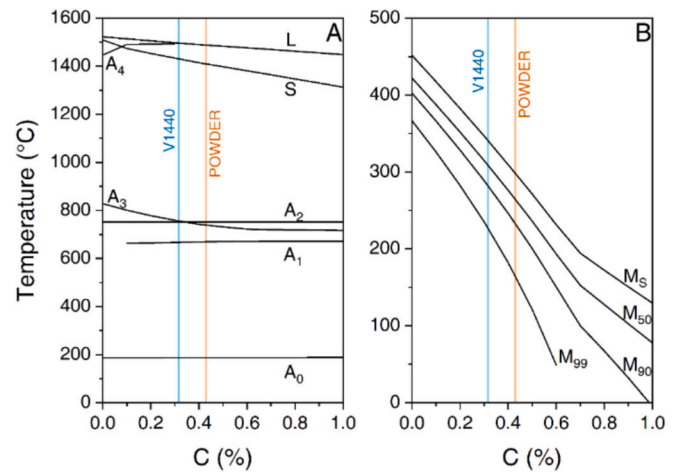 1600
1400
1200
1000
800
600
400
200
0
Temperature (°C)
0.0 0.2 0.4 0.6 0.8 1.0
C (%)
A
L
A4
S
V1440
POWDER
A3
A2
A1
A0
500
400
300
200
100
0
0.0 0.2 0.4 0.6 0.8 1.0
C (%)
B
V1440
POWDER
MS
M50
M90
M99